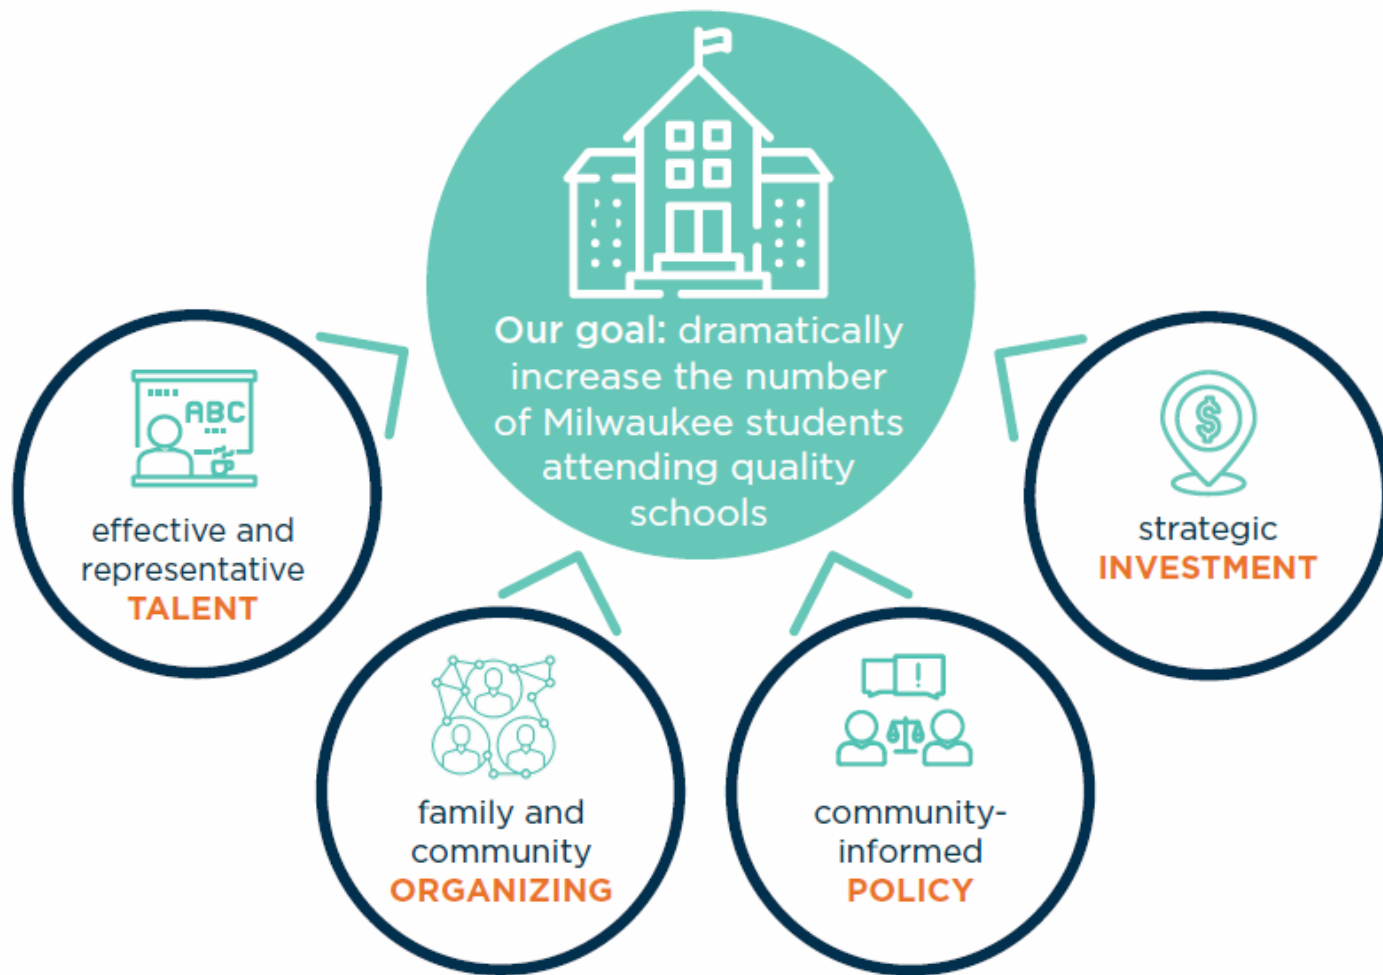 Our goal: dramatically
increase the number
of Milwaukee students
attending quality
schools
ABC
effective and
representative
TALENT
family and
community
ORGANIZING
!
community-
informed
POLICY
$
strategic
INVESTMENT